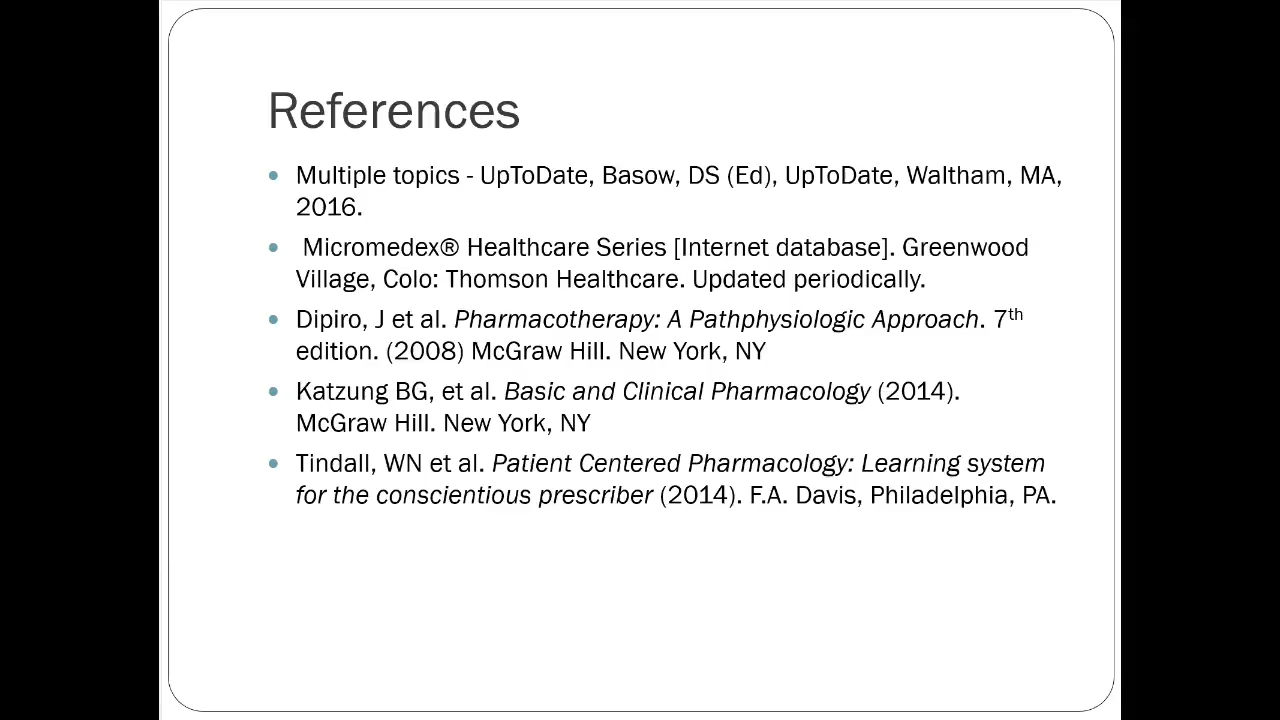 References
• Multiple topics - UpToDate, Basow, DS (Ed), UpToDate, Waltham, MA,
2016.
• Micromedex® Healthcare Series [Internet database]. Greenwood
Village, Colo: Thomson Healthcare. Updated periodically.
• Dipiro, J et al. Pharmacotherapy: A Pathphysiologic Approach. 7th
edition. (2008) McGraw Hill. New York, NY
• Katzung BG, et al. Basic and Clinical Pharmacology (2014).
McGraw Hill. New York, NY
• Tindall, WN et al. Patient Centered Pharmacology: Learning system
for the conscientious prescriber (2014). F.A. Davis, Philadelphia, PA.